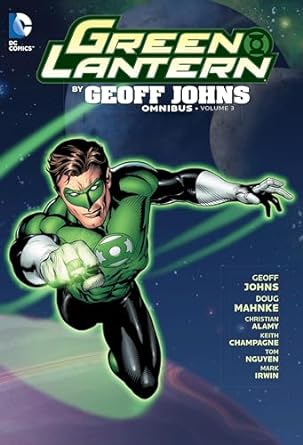 DC COMICS™
GREEN
LANTERN
BY GEOFF JOHNS
OMNIBUS • VOLUME 3
GEOFF
JOHNS
DOUG
MAHNKE
CHRISTIAN
ALAMY
KEITH
CHAMPAGNE
TOM
NGUYEN
MARK
IRWIN